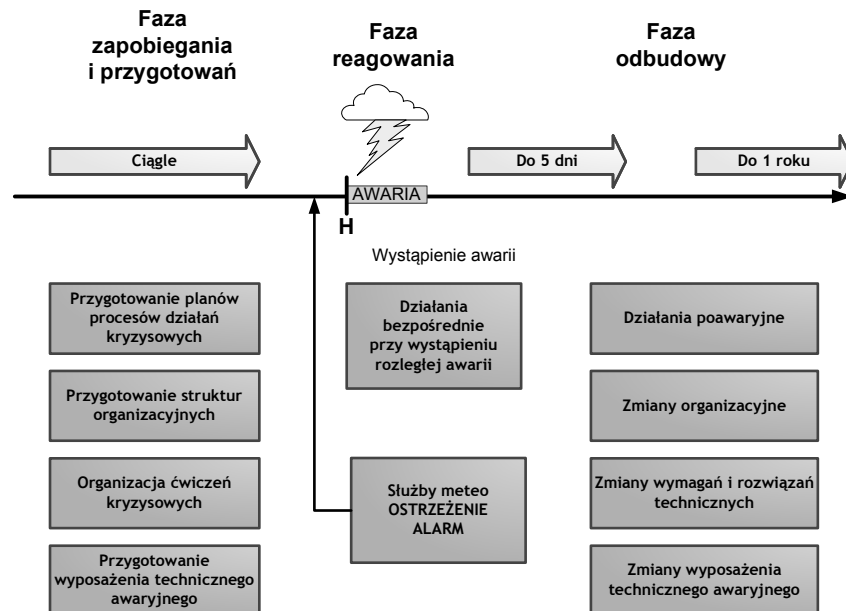 Faza
zapobiegania
i przygotowań
Faza
reagowania
Faza
odbudowy
Ciągle
Do 5 dni
Do 1 roku
AWARIA
H
Wystąpienie awarii
Przygotowanie planów
procesów działań
kryzysowych
Przygotowanie struktur
organizacyjnych
Organizacja ćwiczeń
kryzysowych
Przygotowanie
wyposażenia technicznego
awaryjnego
Działania
bezpośrednie
przy wystąpieniu
rozległej awarii
Służby meteo
OSTRZEŻENIE
ALARM
Działania poawaryjne
Zmiany organizacyjne
Zmiany wymagań i rozwiązań
technicznych
Zmiany wyposażenia
technicznego awaryjnego